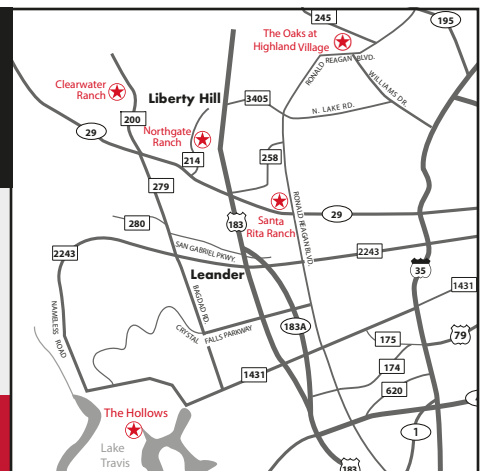 245
195
The Oaks at
Highland Village
RONALD REAGAN BLVD.
WILLIAMS DR.
Clearwater
Ranch
Liberty Hill
3405
N. LAKE RD.
200
29
Northgate
Ranch
214
258
279
RONALD REAGAN BLVD.
280
183
Santa
Rita Ranch
29
2243
SAN GABRIEL PKWY.
2243
Leander
35
BAGDAD RD.
1431
NAMELESS ROAD
CRYSTAL FALLS PARKWAY
183A
175
79
1431
174
620
The Hollows
1
Lake
Travis
183